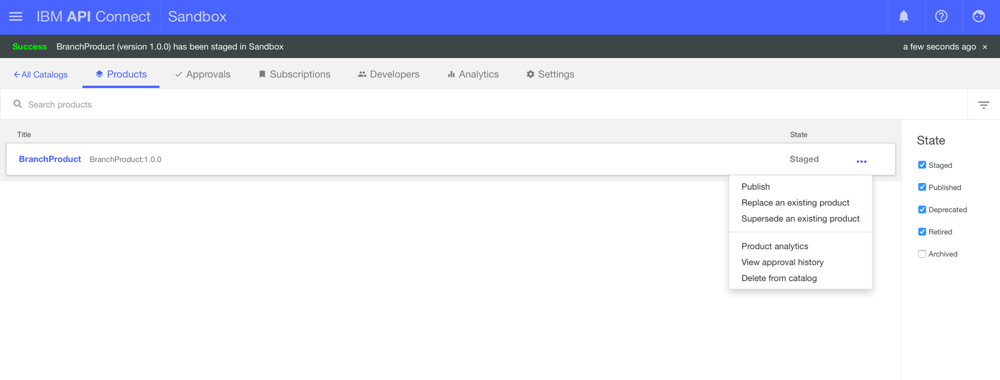 IBM API Connect Sandbox
Success BranchProduct (version 1.0.0) has been staged in Sandbox a few seconds ago ×
←All Catalogs Products Approvals Subscriptions Developers Analytics Settings
Search products
Title State
BranchProduct BranchProduct:1.0.0 Staged •••
Publish
Replace an existing product
Supersede an existing product
Product analytics
View approval history
Delete from catalog
State
Staged
Published
Deprecated
Retired
Archived